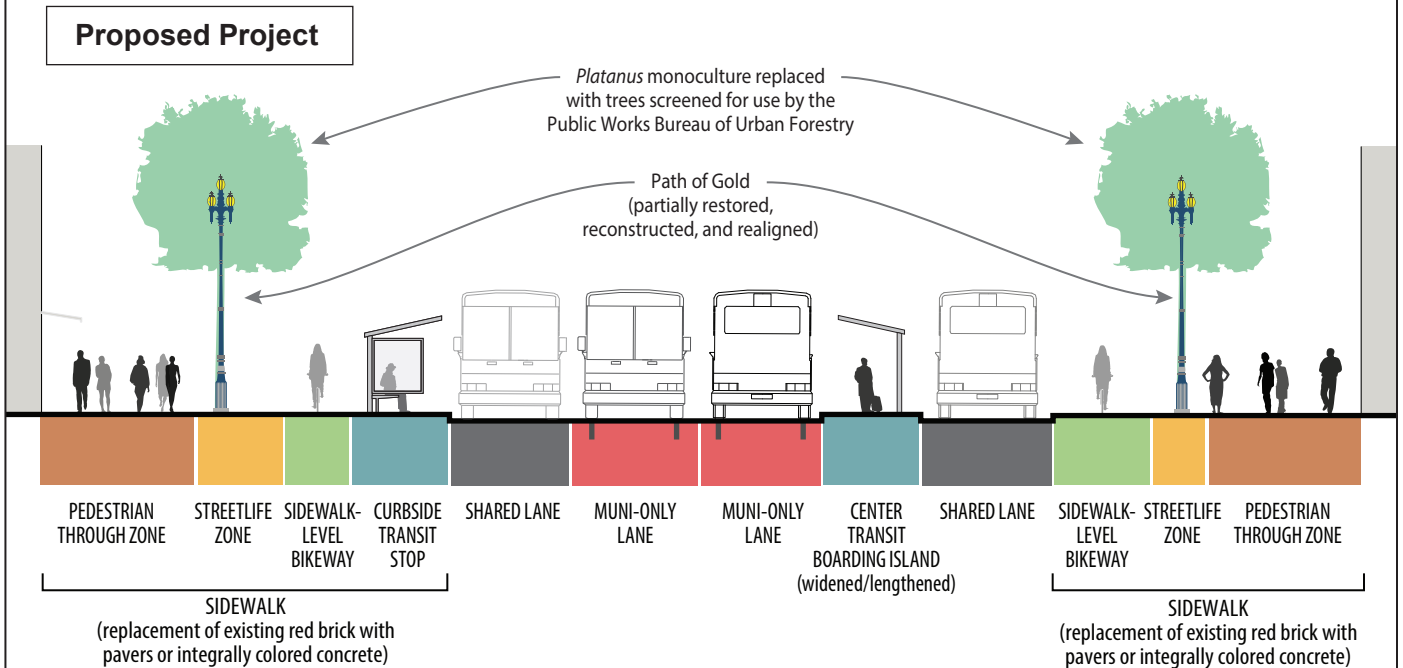 Proposed Project
Platanus monoculture replaced
with trees screened for use by the
Public Works Bureau of Urban Forestry
Path of Gold
(partially restored,
reconstructed, and realigned)
PEDESTRIAN
THROUGH ZONE
STREETLIFE
ZONE
SIDEWALK-
LEVEL
BIKEWAY
CURBSIDE
TRANSIT
STOP
SHARED LANE
MUNI-ONLY
LANE
MUNI-ONLY
LANE
CENTER
TRANSIT
BOARDING ISLAND
(widened/lengthened)
SHARED LANE
SIDEWALK-
LEVEL
BIKEWAY
STREETLIFE
ZONE
PEDESTRIAN
THROUGH ZONE
SIDEWALK
(replacement of existing red brick with
pavers or integrally colored concrete)
SIDEWALK
(replacement of existing red brick with
pavers or integrally colored concrete)